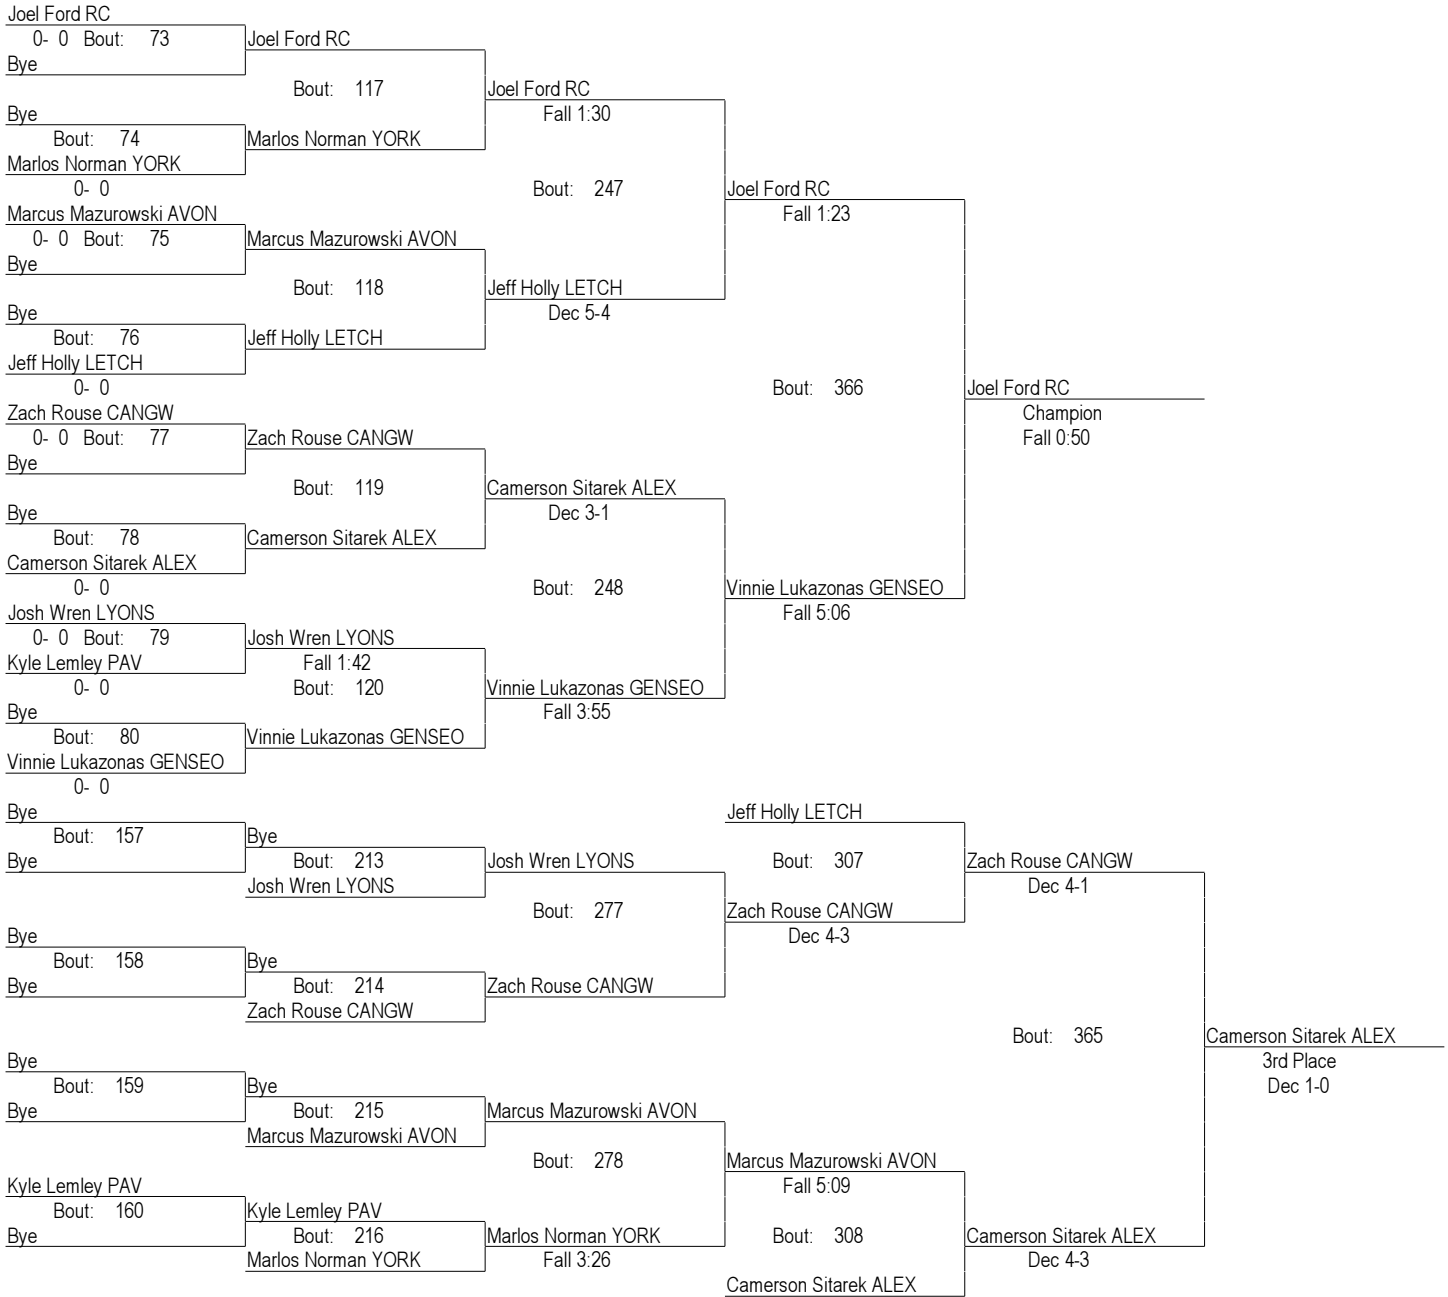 Joel Ford RC
0- 0 Bout: 73
Joel Ford RC
Bye
Bout: 117
Joel Ford RC
Bye
Fall 1:30
Bout: 74
Marlos Norman YORK
Marlos Norman YORK
0- 0
Bout: 247
Joel Ford RC
Marcus Mazurowski AVON
Fall 1:23
0- 0 Bout: 75
Marcus Mazurowski AVON
Bye
Bout: 118
Jeff Holly LETCH
Bye
Dec 5-4
Bout: 76
Jeff Holly LETCH
Jeff Holly LETCH
0- 0
Bout: 366
Joel Ford RC
Zach Rouse CANGW
Champion
0- 0 Bout: 77
Zach Rouse CANGW
Fall 0:50
Bye
Bout: 119
Camerson Sitarek ALEX
Bye
Dec 3-1
Bout: 78
Camerson Sitarek ALEX
Camerson Sitarek ALEX
0- 0
Bout: 248
Vinnie Lukazonas GENSEO
Josh Wren LYONS
Fall 5:06
0- 0 Bout: 79
Josh Wren LYONS
Kyle Lemley PAV
Fall 1:42
0- 0
Bout: 120
Vinnie Lukazonas GENSEO
Bye
Fall 3:55
Bout: 80
Vinnie Lukazonas GENSEO
Vinnie Lukazonas GENSEO
0- 0
Bye
Jeff Holly LETCH
Bout: 157
Bye
Bye
Bout: 213
Josh Wren LYONS
Bout: 307
Zach Rouse CANGW
Josh Wren LYONS
Dec 4-1
Bout: 277
Zach Rouse CANGW
Bye
Dec 4-3
Bout: 158
Bye
Bye
Bout: 214
Zach Rouse CANGW
Zach Rouse CANGW
Bout: 365
Camerson Sitarek ALEX
Bye
3rd Place
Bout: 159
Bye
Dec 1-0
Bye
Bout: 215
Marcus Mazurowski AVON
Marcus Mazurowski AVON
Bout: 278
Marcus Mazurowski AVON
Kyle Lemley PAV
Fall 5:09
Bout: 160
Kyle Lemley PAV
Bye
Bout: 216
Marlos Norman YORK
Bout: 308
Camerson Sitarek ALEX
Marlos Norman YORK
Fall 3:26
Dec 4-3
Camerson Sitarek ALEX